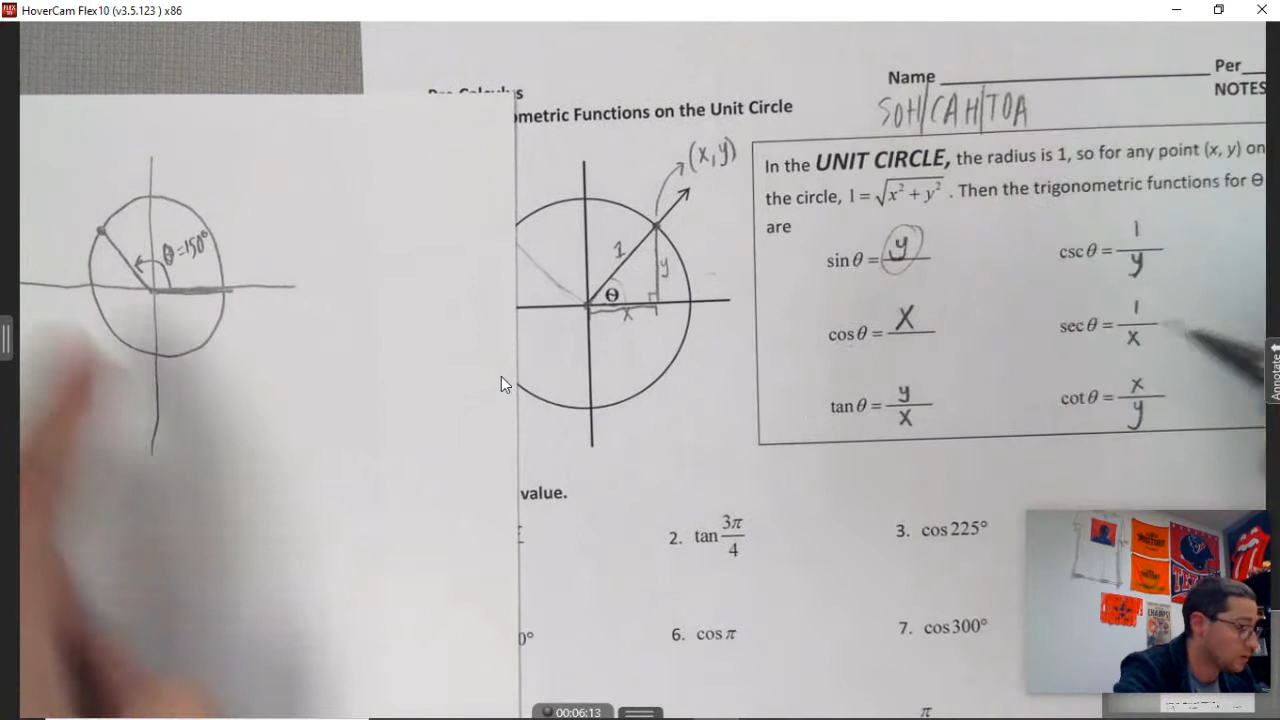 HoverCam Flex10 (v3.5.123 ) x86
Name Per
NOTES
metric Functions on the Unit Circle
SOH/CAH/TOA
In the UNIT CIRCLE, the radius is 1, so for any point (x, y) on
the circle, 1 = √x² + y² . Then the trigonometric functions for Θ
are
sin θ = y
csc θ = 1/y
cos θ = x
sec θ = 1/x
tan θ = y/x
cot θ = x/y
θ=150°
(x,y)
1
y
Θ
x
value.
2. tan 3π/4
3. cos 225°
0°
6. cos π
7. cos 300°
π
Annotate
TEXANS
00:06:13